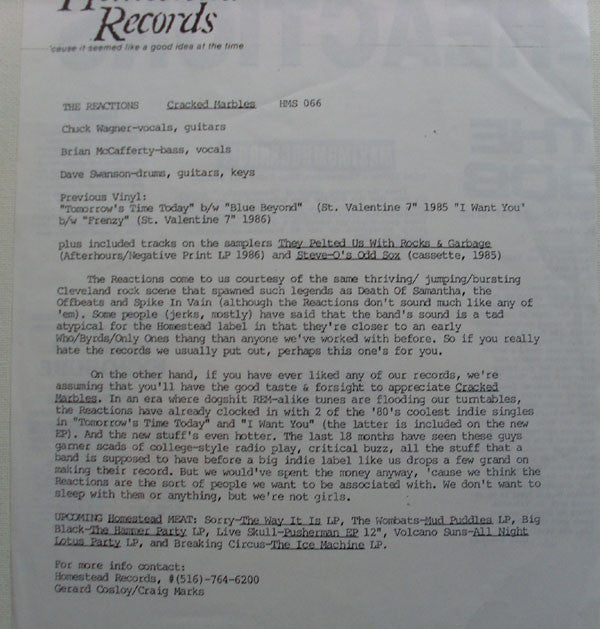 Homestead
Records
'cause it seemed like a good idea at the time
THE REACTIONS Cracked Marbles HMS 066
Chuck Wagner-vocals, guitars
Brian McCafferty-bass, vocals
Dave Swanson-drums, guitars, keys
Previous Vinyl:
"Tomorrow's Time Today" b/w "Blue Beyond" (St. Valentine 7" 1985 "I Want You'
b/w "Frenzy" (St. Valentine 7" 1986)
plus included tracks on the samplers They Pelted Us With Rocks & Garbage
(Afterhours/Negative Print LP 1986) and Steve-O's Odd Sox (cassette, 1985)
The Reactions come to us courtesy of the same thriving/ jumping/bursting
Cleveland rock scene that spawned such legends as Death Of Samantha, the
Offbeats and Spike In Vain (although the Reactions don't sound much like any of
'em). Some people (jerks, mostly) have said that the band's sound is a tad
atypical for the Homestead label in that they're closer to an early
Who/Byrds/Only Ones thang than anyone we've worked with before. So if you really
hate the records we usually put out, perhaps this one's for you.
On the other hand, if you have ever liked any of our records, we're
assuming that you'll have the good taste & forsight to appreciate Cracked
Marbles. In an era where dogshit REM-alike tunes are flooding our turntables,
the Reactions have already clocked in with 2 of the '80's coolest indie singles
in "Tomorrow's Time Today" and "I Want You" (the latter is included on the new
EP). And the new stuff's even hotter. The last 18 months have seen these guys
garner scads of college-style radio play, critical buzz, all the stuff that a
band is supposed to have before a big indie label like us drops a few grand on
making their record. But we would've spent the money anyway, 'cause we think the
Reactions are the sort of people we want to be associated with. We don't want to
sleep with them or anything, but we're not girls.
UPCOMING Homestead MEAT: Sorry-The Way It Is LP, The Wombats-Mud Puddles LP, Big
Black-The Hammer Party LP, Live Skull-Pusherman EP 12", Volcano Suns-All Night
Lotus Party LP, and Breaking Circus-The Ice Machine LP.
For more info contact:
Homestead Records, #(516)-764-6200
Gerard Cosloy/Craig Marks